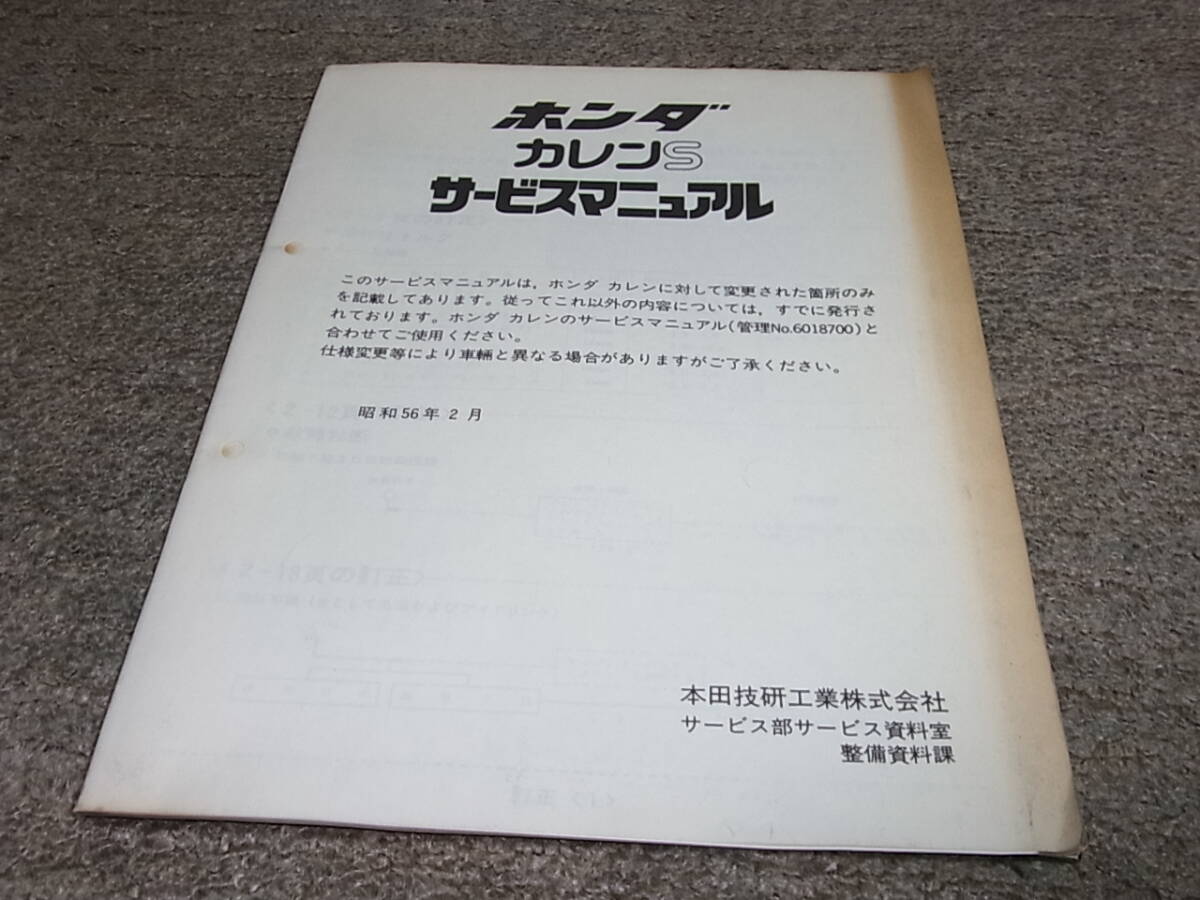 ホンダ
カレンS
サービスマニュアル
このサービスマニュアルは，ホンダ カレンに対して変更された箇所のみ
を記載してあります。従ってこれ以外の内容については，すでに発行さ
れております。ホンダ カレンのサービスマニュアル(管理No.6018700)と
合わせてご使用ください。
仕様変更等により車輛と異なる場合がありますがご了承ください。
昭和56年 2 月
本田技研工業株式会社
サービス部サービス資料室
整備資料課